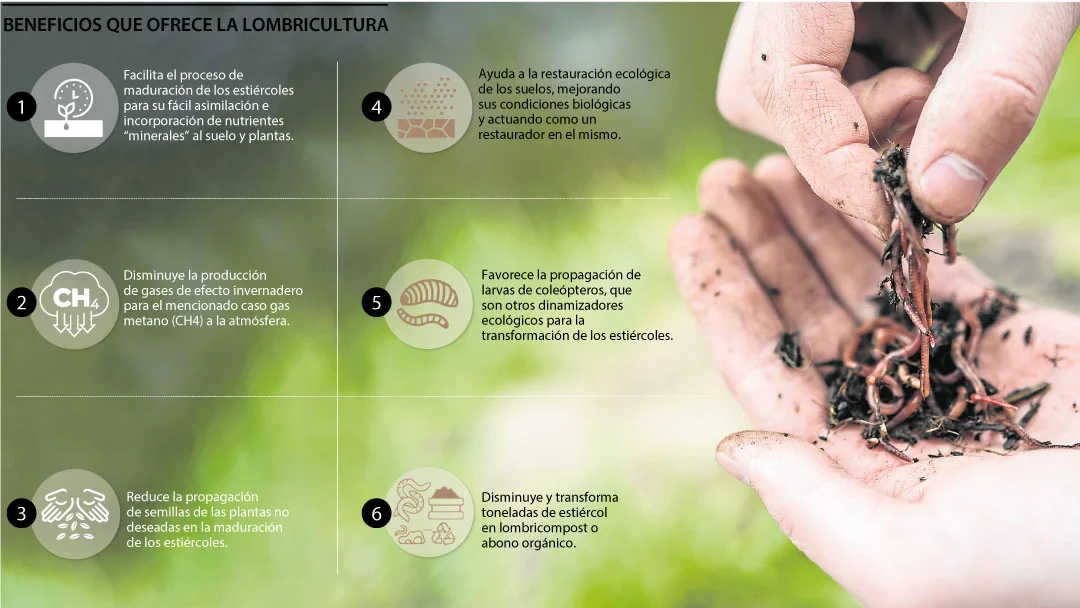 BENEFICIOS QUE OFRECE LA LOMBRICULTURA
1
Facilita el proceso de
maduración de los estiércoles
para su fácil asimilación e
incorporación de nutrientes
“minerales” al suelo y plantas.
2
CH4
Disminuye la producción
de gases de efecto invernadero
para el mencionado caso gas
metano (CH4) a la atmósfera.
3
Reduce la propagación
de semillas de las plantas no
deseadas en la maduración
de los estiércoles.
4
Ayuda a la restauración ecológica
de los suelos, mejorando
sus condiciones biológicas
y actuando como un
restaurador en el mismo.
5
Favorece la propagación de
larvas de coleópteros, que
son otros dinamizadores
ecológicos para la
transformación de los estiércoles.
6
Disminuye y transforma
toneladas de estiércol
en lombricompost o
abono orgánico.